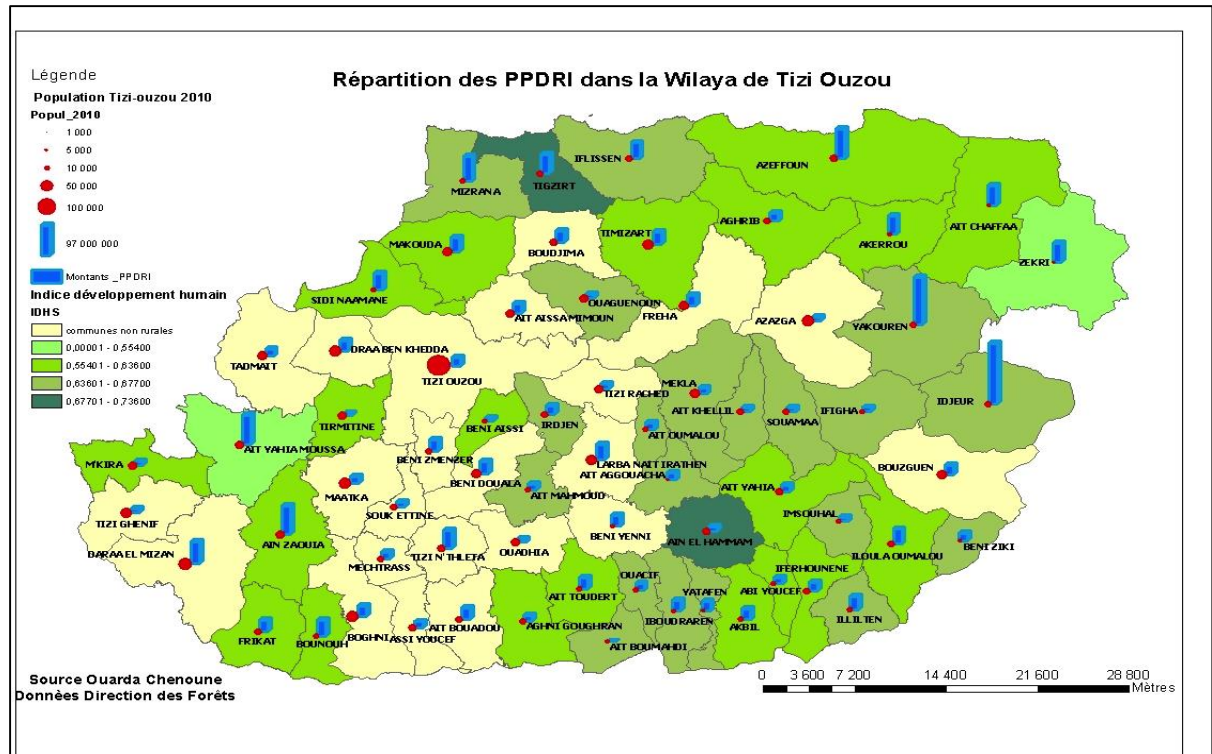 Répartition des PPDRI dans la Wilaya de Tizi Ouzou
Légende
Population Tizi-ouzou 2010
Popul_2010
1 000
5 000
10 000
50 000
100 000
97 000 000
Montants _PPDRI
Indice développement humain
IDHS
communes non rurales
0,00001 - 0,55400
0,55401 - 0,63600
0,63601 - 0,67700
0,67701 - 0,73600
IFLISSEN
AZEFFOUN
MIZRANA
TIGZIRT
AIT CHAFFAA
TIMIZART
AGHRIB
AKERROU
MAKOUDA
BOUDJIMA
ZEKRI
SIDI NAAMANE
OUAGUENOUN
AIT AISSA MIMOUN
FREHA
AZAZGA
YAKOUREN
DRAA BEN KHEDDA
TADMAIT
TIZI OUZOU
TIZI RACHED
MEKLA
IDJEUR
AIT KHELLIL
IFIGHA
SOUAMAA
TIRMITINE
BENI AISSI
IRDJEN
AIT OUMALOU
AIT YAHIA MOUSSA
BENI ZMENZER
LARBA NAIT IRATHEN
M'KIRA
AIT AGGOUACHA
BOUZGUEN
BENI DOUALA
AIT YAHIA
MAATKA
AIT MAHMOUD
SOUK ETTINE
IMSOUHAL
TIZI GHENIF
AIN ZAOUIA
BENI YENNI
AIN EL HAMMAM
BENI ZIKI
OUADHIA
ILOULA OUMALOU
DARAA EL MIZAN
MECHTRASS
TIZI N'THLETA
IFERHOUNENE
OUACIF
YATAFEN
ABI YOUCEF
AIT TOUDERT
ILLILTEN
IBOUDRAREN
AKBIL
FRIKAT
BOUNOUH
BOGHNI
ASSI YOUCEF
AIT BOUADOU
AGHNI GOUGHRAN
AIT BOUMAHDI
Source Ouarda Chenoune
Donnèes Direction des Forêts
0 3 600 7 200 14 400 21 600 28 800
Mètres